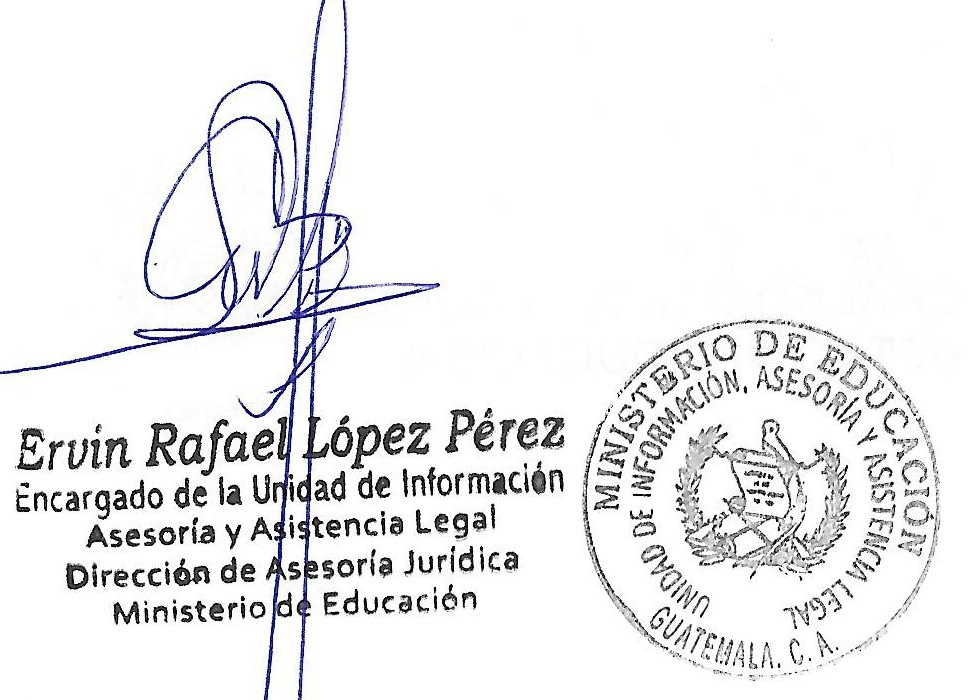 Ervin Rafael López Pérez
Encargado de la Unidad de Información
Asesoría y Asistencia Legal
Dirección de Asesoría Jurídica
Ministerio de Educación
MINISTERIO DE EDUCACIÓN
UNIDAD DE INFORMACIÓN, ASESORÍA Y ASISTENCIA LEGAL
GUATEMALA, C. A.